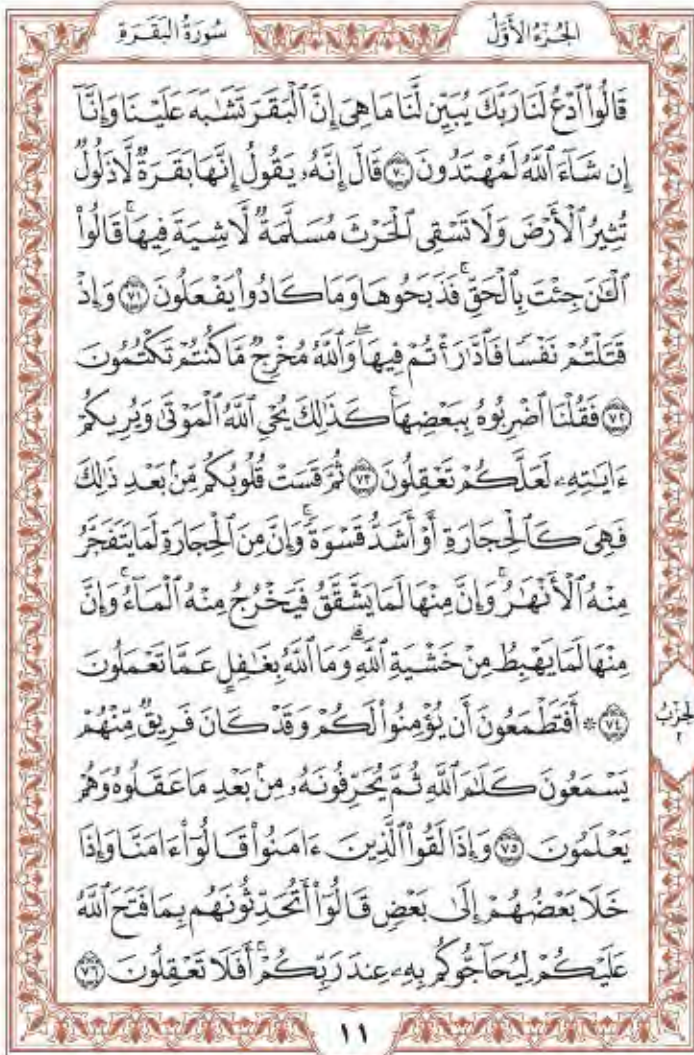 الجُزْءُ الأَوَّلُ سُورَةُ البَقَرَةِ
قَالُوا۟ ٱدْعُ لَنَا رَبَّكَ يُبَيِّن لَّنَا مَا هِىَ إِنَّ ٱلْبَقَرَ تَشَٰبَهَ عَلَيْنَا وَإِنَّآ
إِن شَآءَ ٱللَّهُ لَمُهْتَدُونَ ٧٠ قَالَ إِنَّهُۥ يَقُولُ إِنَّهَا بَقَرَةٌ لَّا ذَلُولٌ
تُثِيرُ ٱلْأَرْضَ وَلَا تَسْقِى ٱلْحَرْثَ مُسَلَّمَةٌ لَّا شِيَةَ فِيهَا ۚ قَالُوا۟
ٱلْـَٰٔنَ جِئْتَ بِٱلْحَقِّ ۚ فَذَبَحُوهَا وَمَا كَادُوا۟ يَفْعَلُونَ ٧١ وَإِذْ
قَتَلْتُمْ نَفْسًا فَٱدَّٰرَْٰٔتُمْ فِيهَا ۖ وَٱللَّهُ مُخْرِجٌ مَّا كُنتُمْ تَكْتُمُونَ
٧٢ فَقُلْنَا ٱضْرِبُوهُ بِبَعْضِهَا ۚ كَذَٰلِكَ يُحْىِ ٱللَّهُ ٱلْمَوْتَىٰ وَيُرِيكُمْ
ءَايَٰتِهِۦ لَعَلَّكُمْ تَعْقِلُونَ ٧٣ ثُمَّ قَسَتْ قُلُوبُكُم مِّنۢ بَعْدِ ذَٰلِكَ
فَهِىَ كَٱلْحِجَارَةِ أَوْ أَشَدُّ قَسْوَةً ۚ وَإِنَّ مِنَ ٱلْحِجَارَةِ لَمَا يَتَفَجَّرُ
مِنْهُ ٱلْأَنْهَٰرُ ۚ وَإِنَّ مِنْهَا لَمَا يَشَّقَّقُ فَيَخْرُجُ مِنْهُ ٱلْمَآءُ ۚ وَإِنَّ
مِنْهَا لَمَا يَهْبِطُ مِنْ خَشْيَةِ ٱللَّهِ ۗ وَمَا ٱللَّهُ بِغَٰفِلٍ عَمَّا تَعْمَلُونَ
٧٤ ۞ أَفَتَطْمَعُونَ أَن يُؤْمِنُوا۟ لَكُمْ وَقَدْ كَانَ فَرِيقٌ مِّنْهُمْ
الحِزْبُ ٢
يَسْمَعُونَ كَلَٰمَ ٱللَّهِ ثُمَّ يُحَرِّفُونَهُۥ مِنۢ بَعْدِ مَا عَقَلُوهُ وَهُمْ
يَعْلَمُونَ ٧٥ وَإِذَا لَقُوا۟ ٱلَّذِينَ ءَامَنُوا۟ قَالُوٓا۟ ءَامَنَّا وَإِذَا
خَلَا بَعْضُهُمْ إِلَىٰ بَعْضٍ قَالُوٓا۟ أَتُحَدِّثُونَهُم بِمَا فَتَحَ ٱللَّهُ
عَلَيْكُمْ لِيُحَآجُّوكُم بِهِۦ عِندَ رَبِّكُمْ ۚ أَفَلَا تَعْقِلُونَ ٧٦
١١